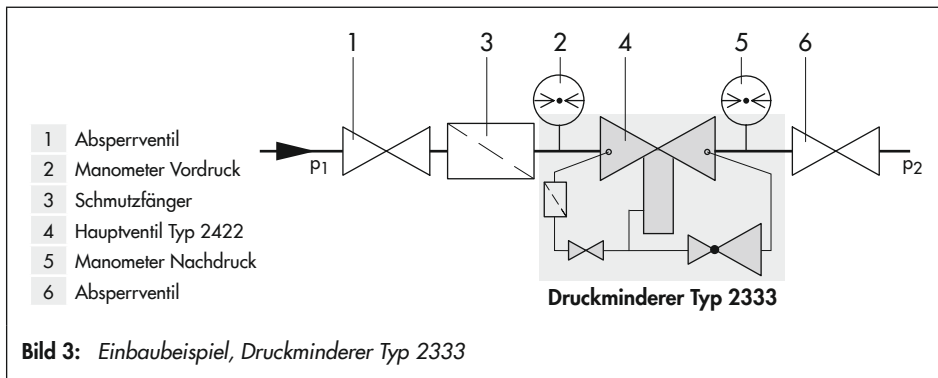 1 3 2 4 5 6
1 Absperrventil
2 Manometer Vordruck
3 Schmutzfänger
4 Hauptventil Typ 2422
5 Manometer Nachdruck
6 Absperrventil
p1
p2
Druckminderer Typ 2333
Bild 3: Einbaubeispiel, Druckminderer Typ 2333